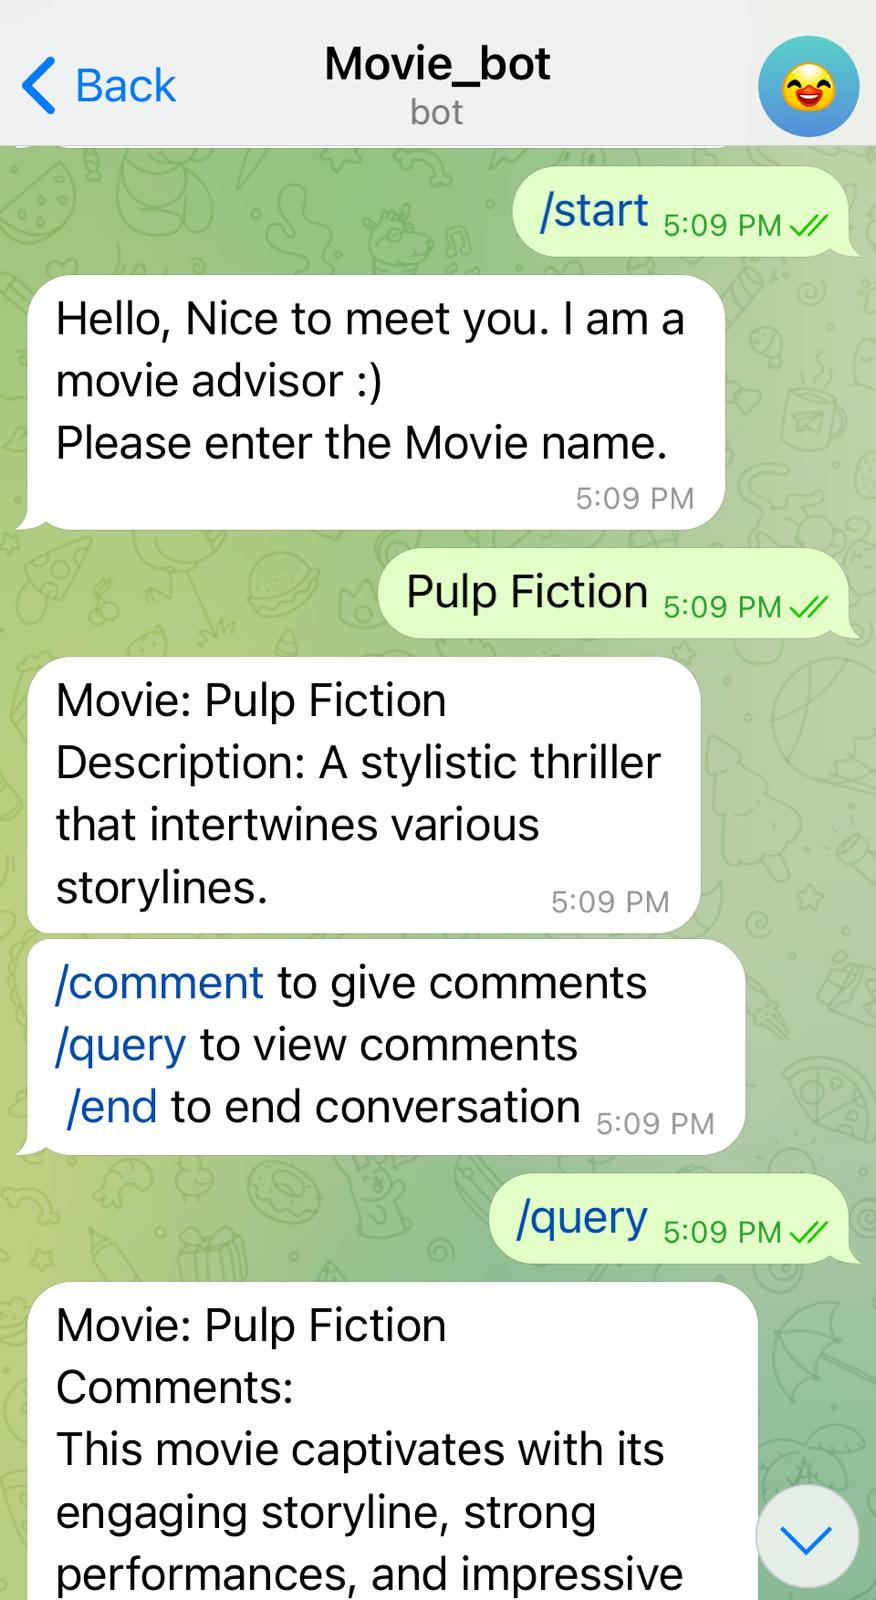 Back
Movie_bot
bot
/start 5:09 PM
Hello, Nice to meet you. I am a
movie advisor :)
Please enter the Movie name.
5:09 PM
Pulp Fiction 5:09 PM
Movie: Pulp Fiction
Description: A stylistic thriller
that intertwines various
storylines. 5:09 PM
/comment to give comments
/query to view comments
/end to end conversation 5:09 PM
/query 5:09 PM
Movie: Pulp Fiction
Comments:
This movie captivates with its
engaging storyline, strong
performances, and impressive